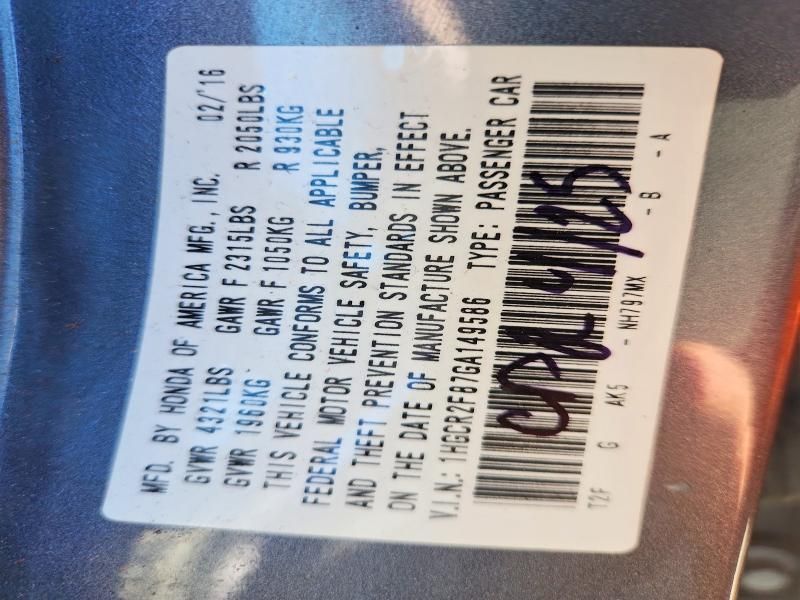 MFD. BY HONDA OF AMERICA MFG., INC. 02/'16
GVWR 4321LBS GAWR F 2315LBS R 2050LBS
GVWR 1960KG GAWR F 1050KG R 930KG
THIS VEHICLE CONFORMS TO ALL APPLICABLE
FEDERAL MOTOR VEHICLE SAFETY, BUMPER,
AND THEFT PREVENTION STANDARDS IN EFFECT
ON THE DATE OF MANUFACTURE SHOWN ABOVE.
V.I.N.: 1HGCR2F87GA149586 TYPE: PASSENGER CAR
T2F G AK5 - NH797MX - B - A